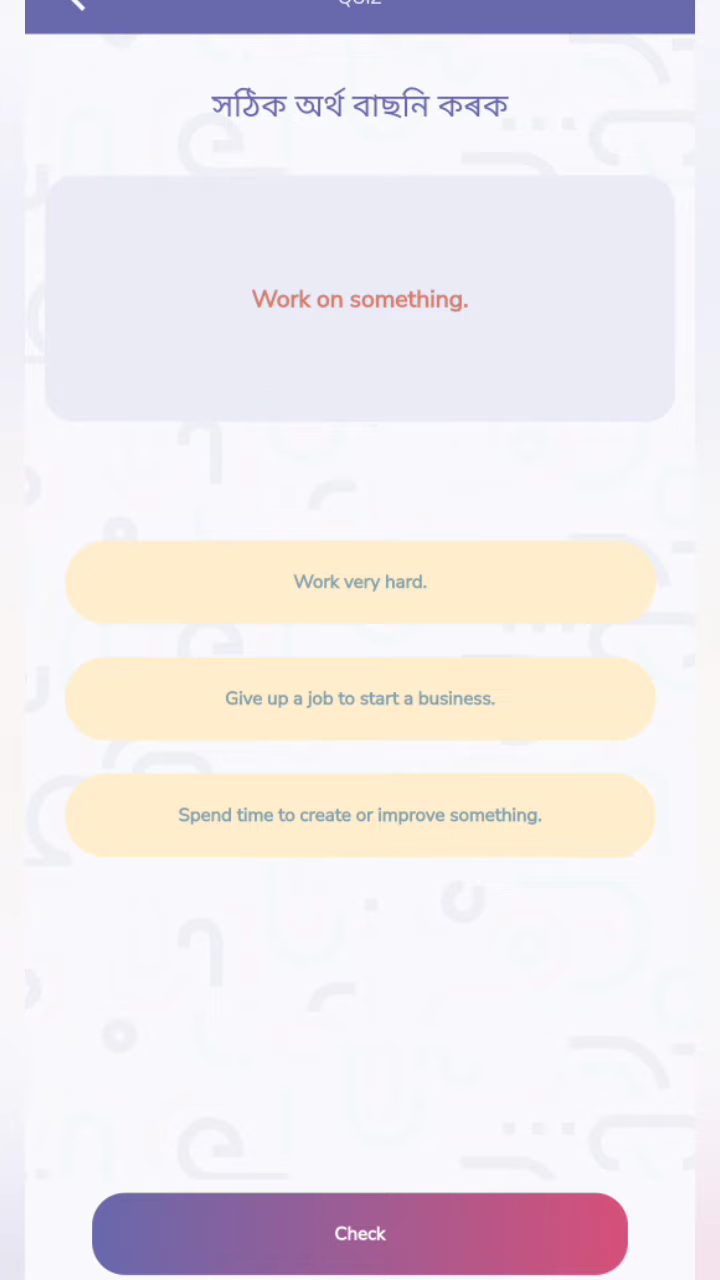 QUIZ
সঠিক অৰ্থ বাছনি কৰক
Work on something.
Work very hard.
Give up a job to start a business.
Spend time to create or improve something.
Check